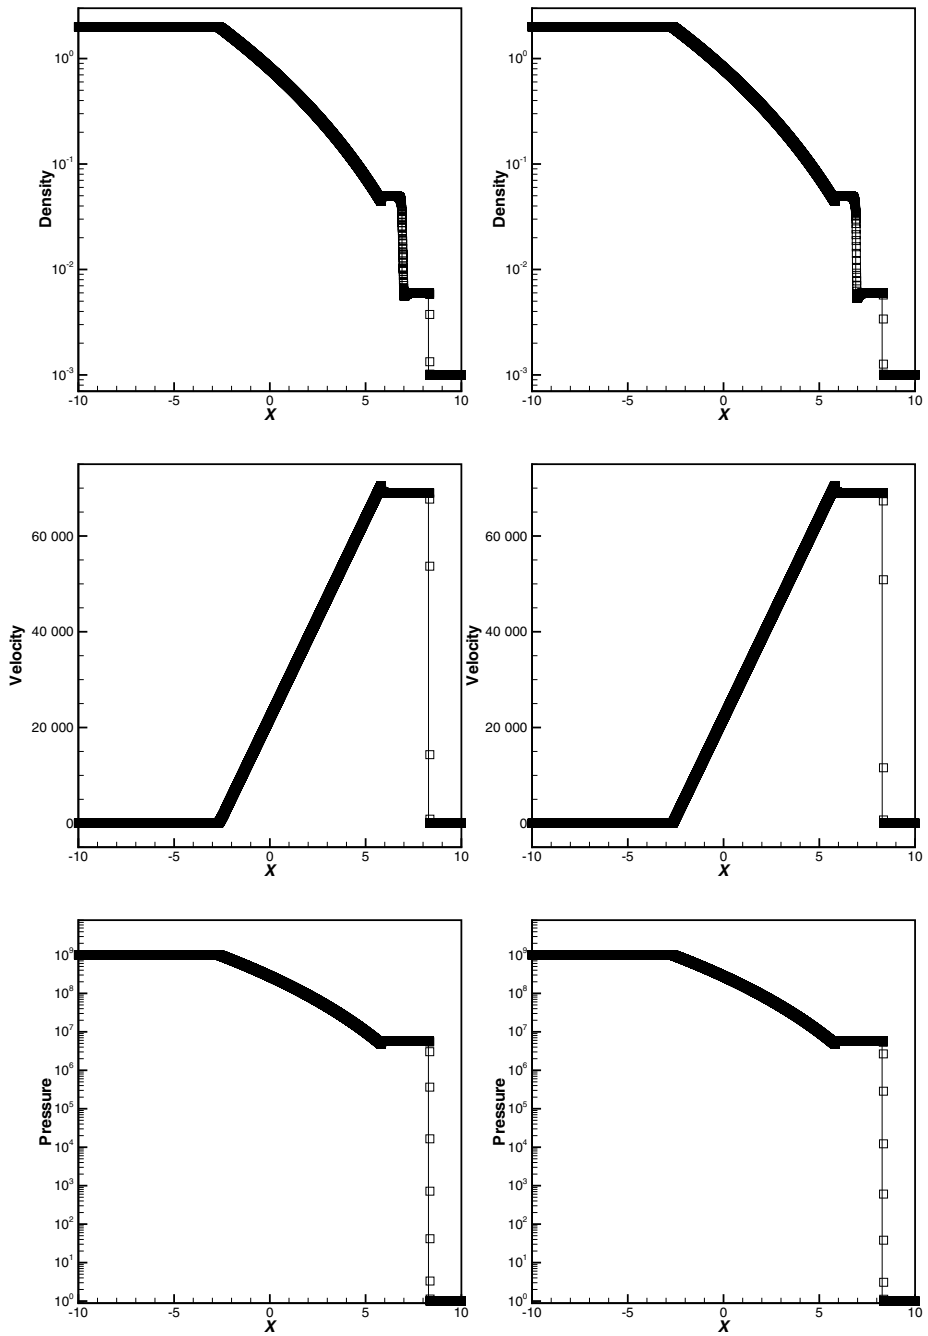 10⁰ 10⁰
10⁻¹ 10⁻¹
Density Density
10⁻² 10⁻²
10⁻³ 10⁻³
-10 -5 0 5 10 -10 -5 0 5 10
X X
60 000 60 000
40 000 40 000
Velocity Velocity
20 000 20 000
0 0
-10 -5 0 5 10 -10 -5 0 5 10
X X
10⁹ 10⁹
10⁸ 10⁸
10⁷ 10⁷
10⁶ 10⁶
Pressure Pressure
10⁵ 10⁵
10⁴ 10⁴
10³ 10³
10² 10²
10¹ 10¹
10⁰ 10⁰
-10 -5 0 5 10 -10 -5 0 5 10
X X